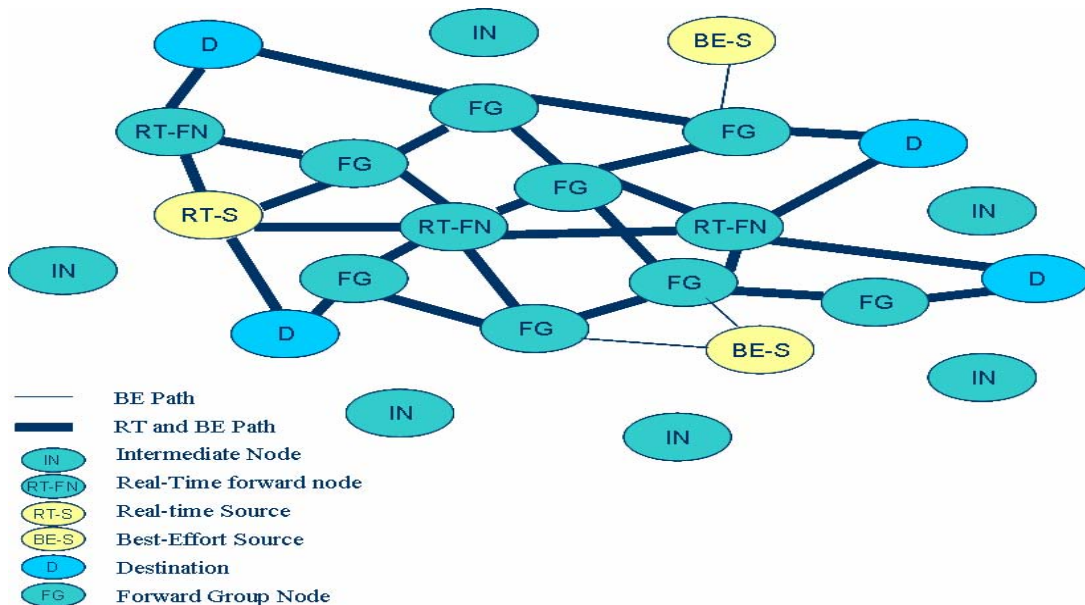 IN
BE-S
D
FG
RT-FN
FG
D
FG
FG
RT-S
IN
RT-FN
RT-FN
IN
FG
FG
D
FG
D
FG
BE-S
IN
IN
IN
BE Path
RT and BE Path
IN Intermediate Node
RT-FN Real-Time forward node
RT-S Real-time Source
BE-S Best-Effort Source
D Destination
FG Forward Group Node